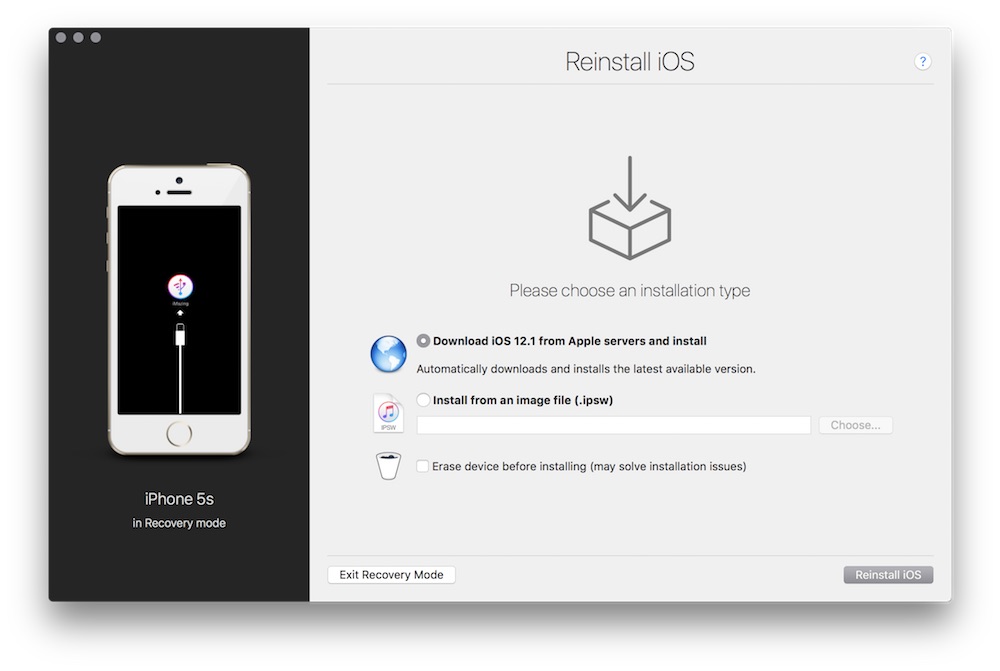 Reinstall iOS
?
iMazing
Please choose an installation type
Download iOS 12.1 from Apple servers and install
Automatically downloads and installs the latest available version.
Install from an image file (.ipsw)
IPSW
Choose...
Erase device before installing (may solve installation issues)
iPhone 5s
in Recovery mode
Exit Recovery Mode
Reinstall iOS